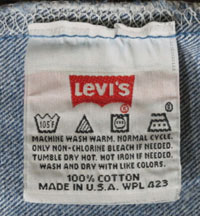 LEVI'S
®
105F
MACHINE WASH WARM. NORMAL CYCLE.
ONLY NON-CHLORINE BLEACH IF NEEDED.
TUMBLE DRY HOT. HOT IRON IF NEEDED.
WASH AND DRY WITH LIKE COLORS.
100% COTTON
MADE IN U.S.A. WPL 423